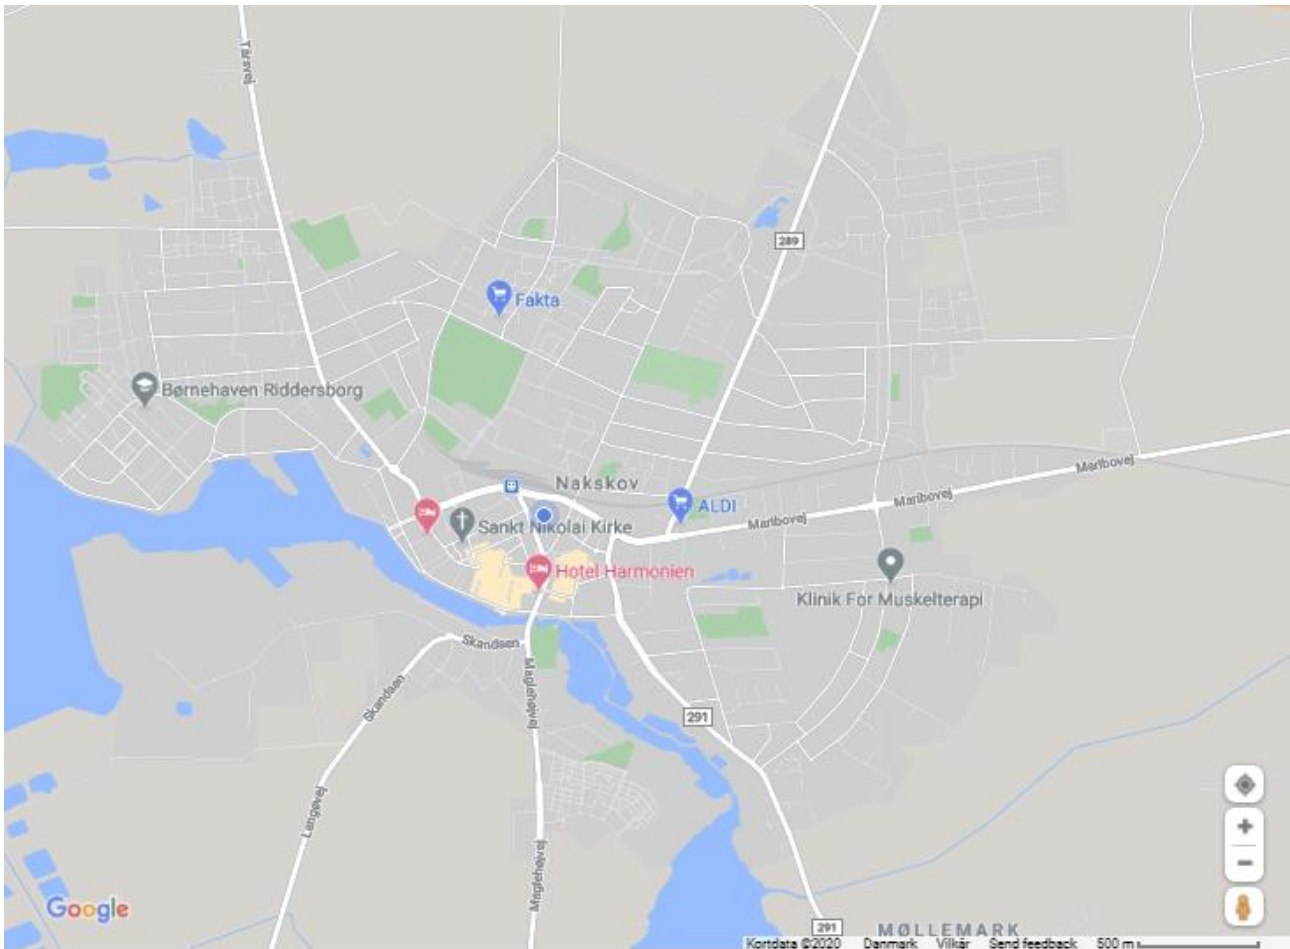 Tårsvej
289
Fakta
Børnehaven Riddersborg
Maribovej
Nakskov
Maribovej
ALDI
Maribovej
Sankt Nikolai Kirke
Hotel Harmonien
Klinik For Muskelterapi
Skandsen
Skandsen
Maglehøjvej
291
Langøvej
Maglehøjvej
Google
291
MØLLEMARK
Kortdata ©2020 Danmark Vilkår Send feedback 500 m